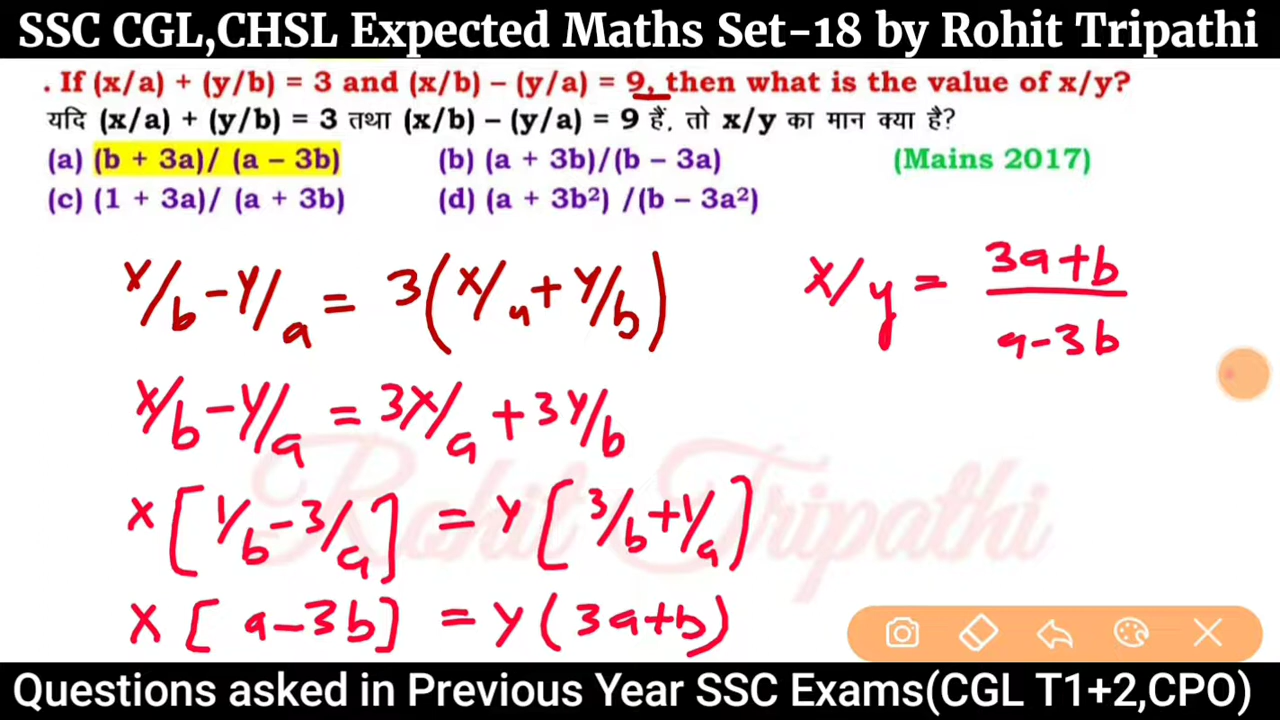 SSC CGL,CHSL Expected Maths Set-18 by Rohit Tripathi
. If (x/a) + (y/b) = 3 and (x/b) – (y/a) = 9, then what is the value of x/y?
यदि (x/a) + (y/b) = 3 तथा (x/b) – (y/a) = 9 हैं, तो x/y का मान क्या है?
(a) (b + 3a)/ (a – 3b) (b) (a + 3b)/(b – 3a) (Mains 2017)
(c) (1 + 3a)/ (a + 3b) (d) (a + 3b²) /(b – 3a²)
x/b - y/a = 3(x/a + y/b)
x/y = 3a+b / a-3b
x/b - y/a = 3x/a + 3y/b
x[1/b - 3/a] = y[3/b + 1/a]
x[a-3b] = y(3a+b)
Rohit Tripathi
Questions asked in Previous Year SSC Exams(CGL T1+2,CPO)